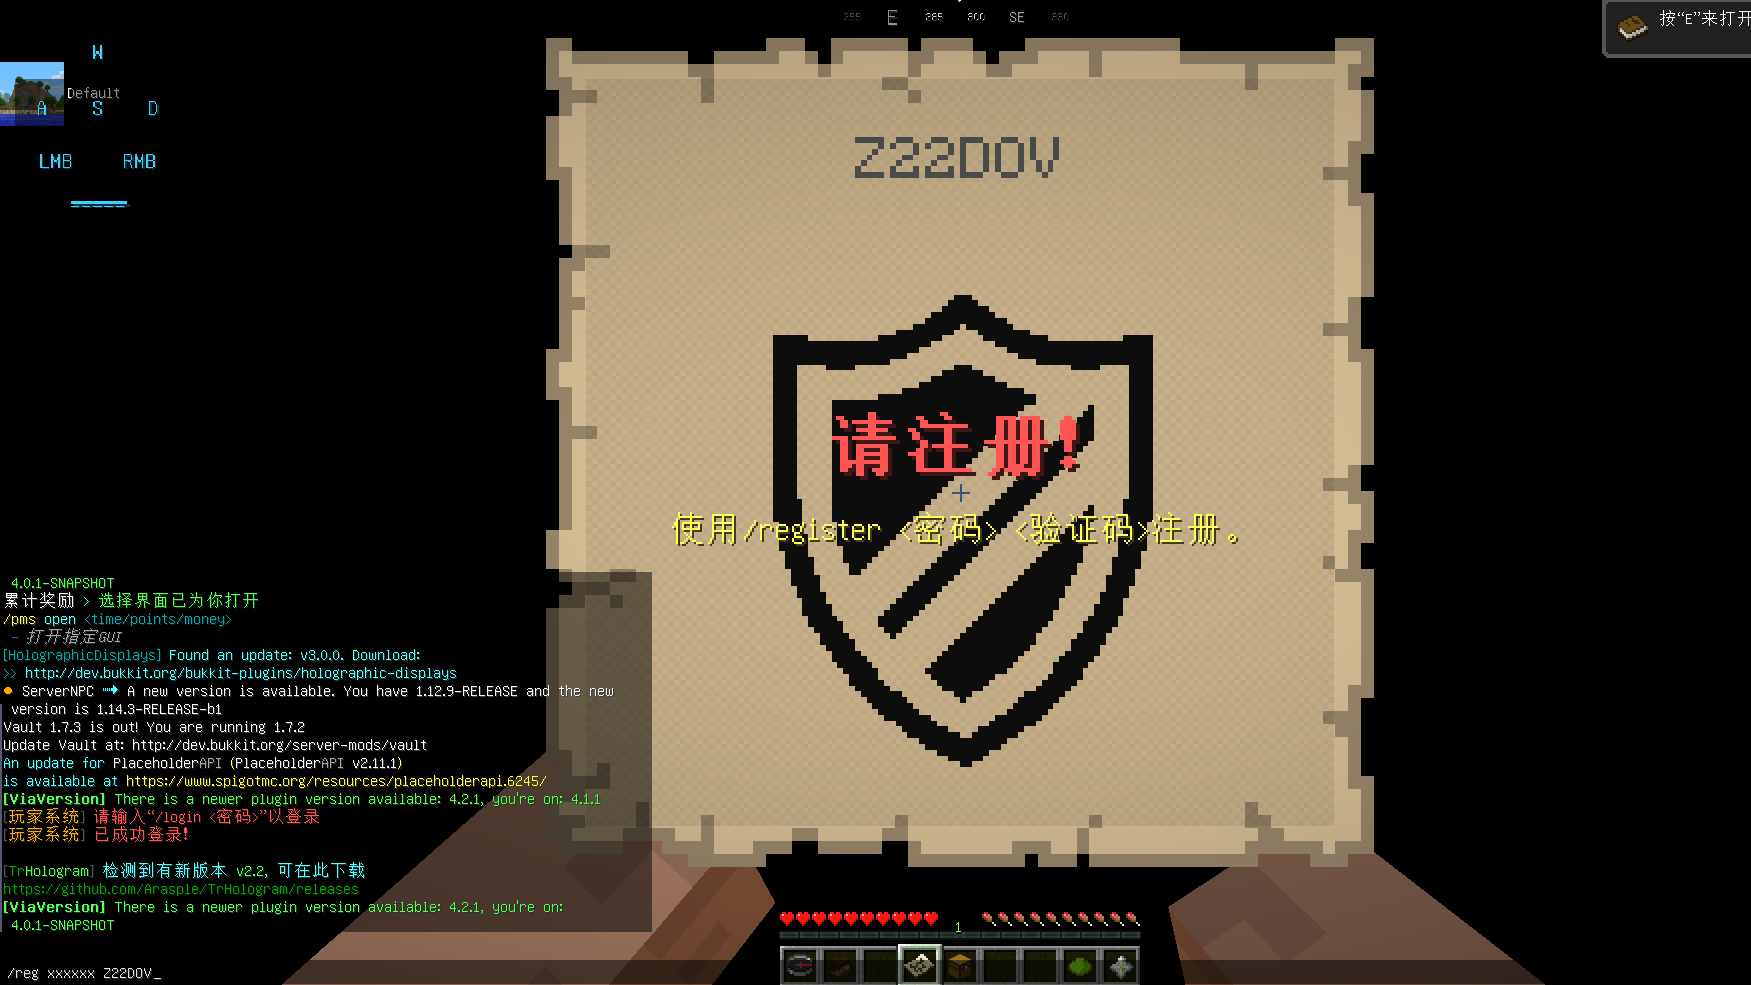 255 E 285 300 SE 330
按“E”来打开
W
Default
A S D
LMB RMB
Z22DOV
请注册!
使用/register <密码> <验证码>注册。
4.0.1-SNAPSHOT
累计奖励 > 选择界面已为你打开
/pms open <time/points/money>
- 打开指定GUI
[HolographicDisplays] Found an update: v3.0.0. Download:
>> http://dev.bukkit.org/bukkit-plugins/holographic-displays
● ServerNPC ➟ A new version is available. You have 1.12.9-RELEASE and the new
version is 1.14.3-RELEASE-b1
Vault 1.7.3 is out! You are running 1.7.2
Update Vault at: http://dev.bukkit.org/server-mods/vault
An update for PlaceholderAPI (PlaceholderAPI v2.11.1)
is available at https://www.spigotmc.org/resources/placeholderapi.6245/
[ViaVersion] There is a newer plugin version available: 4.2.1, you're on: 4.1.1
[玩家系统] 请输入“/login <密码>”以登录
[玩家系统] 已成功登录!
[TrHologram] 检测到有新版本 v2.2, 可在此下载
https://github.com/Arasple/TrHologram/releases
[ViaVersion] There is a newer plugin version available: 4.2.1, you're on:
4.0.1-SNAPSHOT
1
/reg xxxxxx Z22DOV_